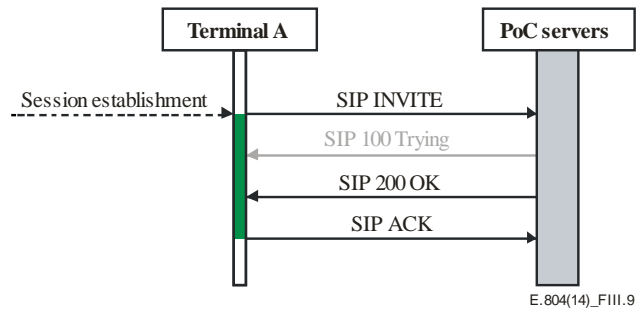 Terminal A
PoC servers
Session establishment
SIP INVITE
SIP 100 Trying
SIP 200 OK
SIP ACK
E.804(14)_FIII.9